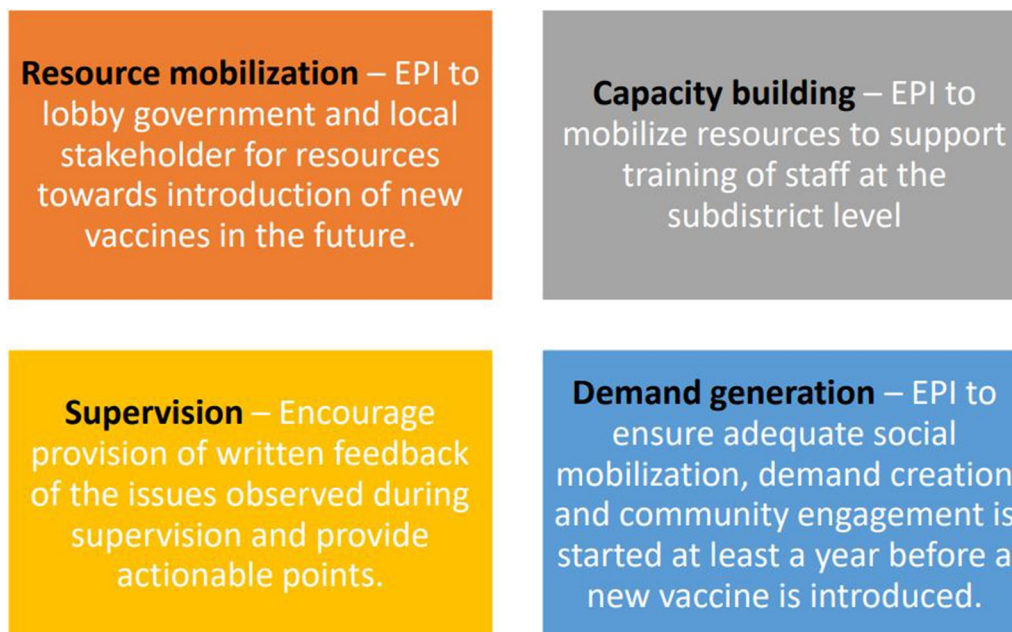 Resource mobilization – EPI to
lobby government and local
stakeholder for resources
towards introduction of new
vaccines in the future.
Capacity building – EPI to
mobilize resources to support
training of staff at the
subdistrict level
Supervision – Encourage
provision of written feedback
of the issues observed during
supervision and provide
actionable points.
Demand generation – EPI to
ensure adequate social
mobilization, demand creation
and community engagement is
started at least a year before a
new vaccine is introduced.